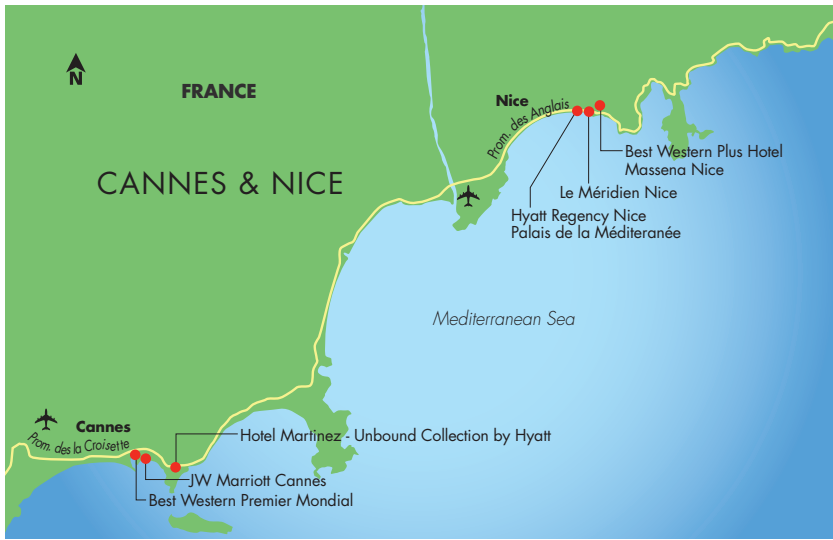 N
FRANCE
CANNES & NICE
Nice
Prom. des Anglais
Best Western Plus Hotel
Massena Nice
Le Méridien Nice
Hyatt Regency Nice
Palais de la Méditeranée
Mediterranean Sea
Cannes
Prom. des la Croisette
Hotel Martinez - Unbound Collection by Hyatt
JW Marriott Cannes
Best Western Premier Mondial